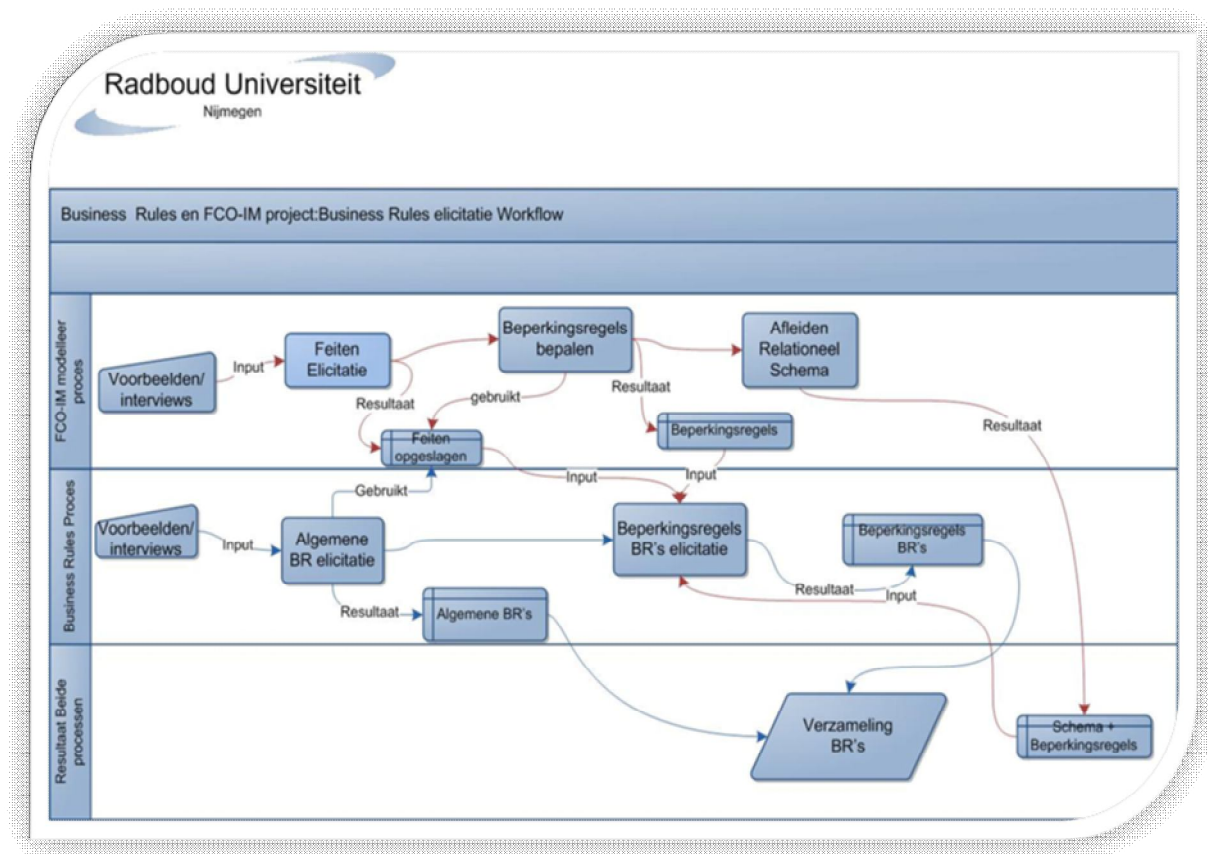 Radboud Universiteit
Nijmegen
Business Rules en FCO-IM project:Business Rules elicitatie Workflow
FCO-IM modelleer
proces
Voorbeelden/
interviews
Input
Feiten
Elicitatie
Resultaat
Feiten
opgeslagen
gebruikt
Beperkingsregels
bepalen
Resultaat
Beperkingsregels
Afleiden
Relationeel
Schema
Resultaat
Input
Input
Business Rules Proces
Voorbeelden/
interviews
Input
Gebruikt
Algemene
BR elicitatie
Resultaat
Algemene BR's
Beperkingsregels
BR's elicitatie
Resultaat
Input
Beperkingsregels
BR's
Resultaat Beide
processen
Verzameling
BR's
Schema +
Beperkingsregels